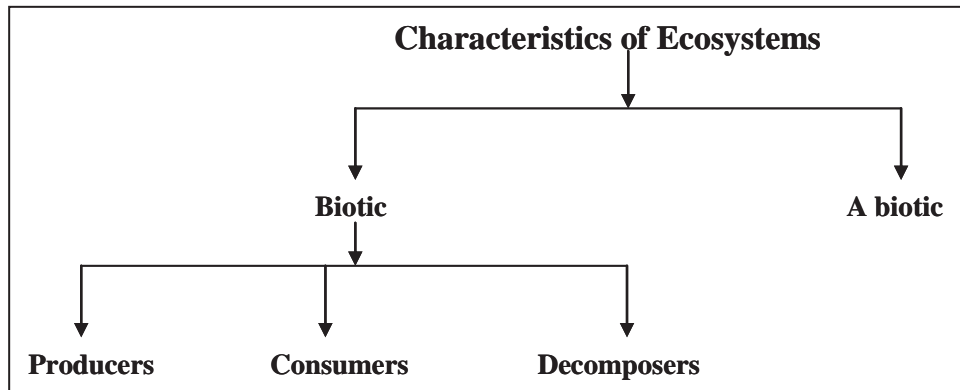 Characteristics of Ecosystems
Biotic
A biotic
Producers
Consumers
Decomposers